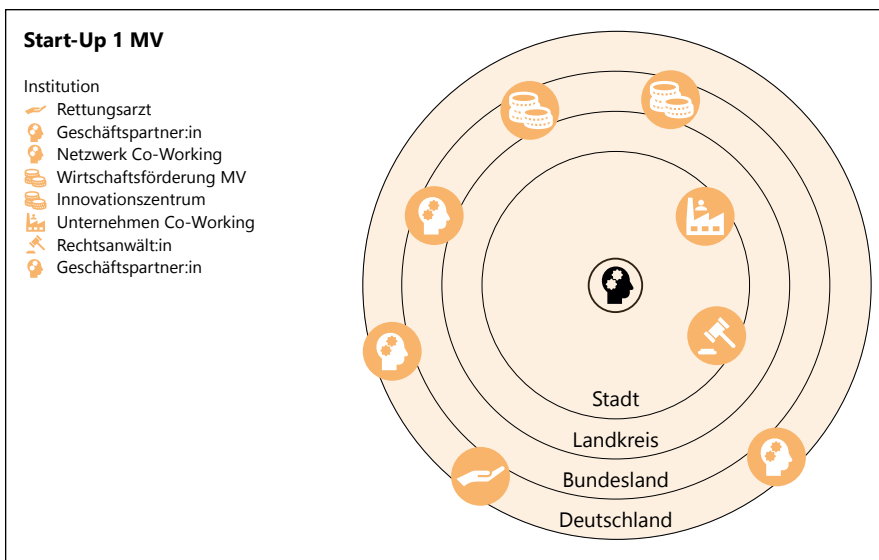 Start-Up 1 MV
Institution
Rettungsarzt
Geschäftspartner:in
Netzwerk Co-Working
Wirtschaftsförderung MV
Innovationszentrum
Unternehmen Co-Working
Rechtsanwält:in
Geschäftspartner:in
Stadt
Landkreis
Bundesland
Deutschland